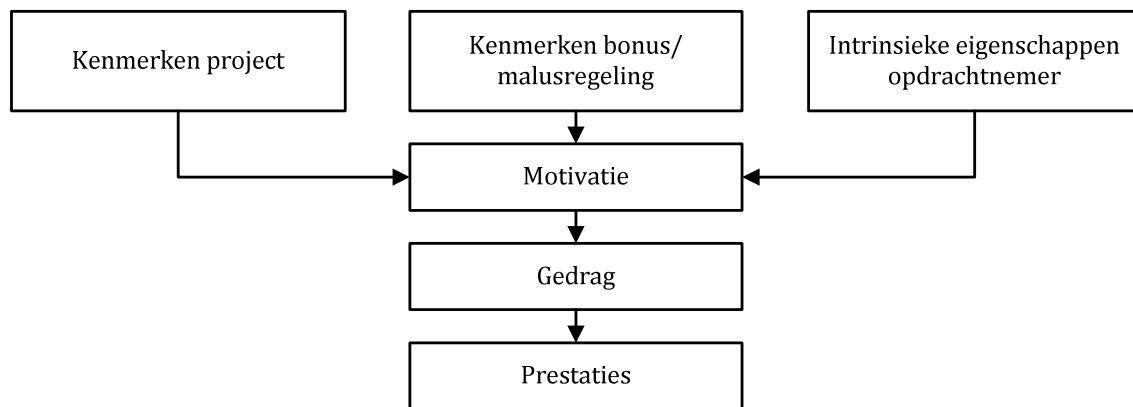 Kenmerken project
Kenmerken bonus/
malusregeling
Intrinsieke eigenschappen
opdrachtnemer
Motivatie
Gedrag
Prestaties